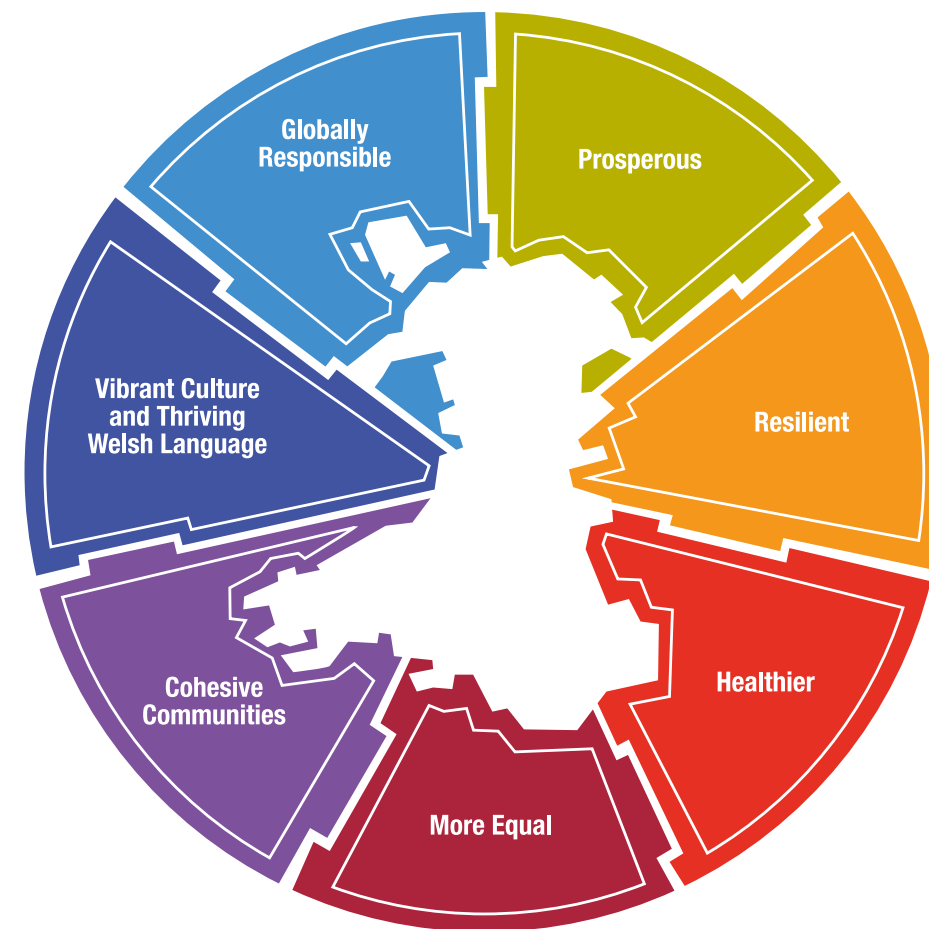 Globally
Responsible
Prosperous
Resilient
Vibrant Culture
and Thriving
Welsh Language
Healthier
Cohesive
Communities
More Equal